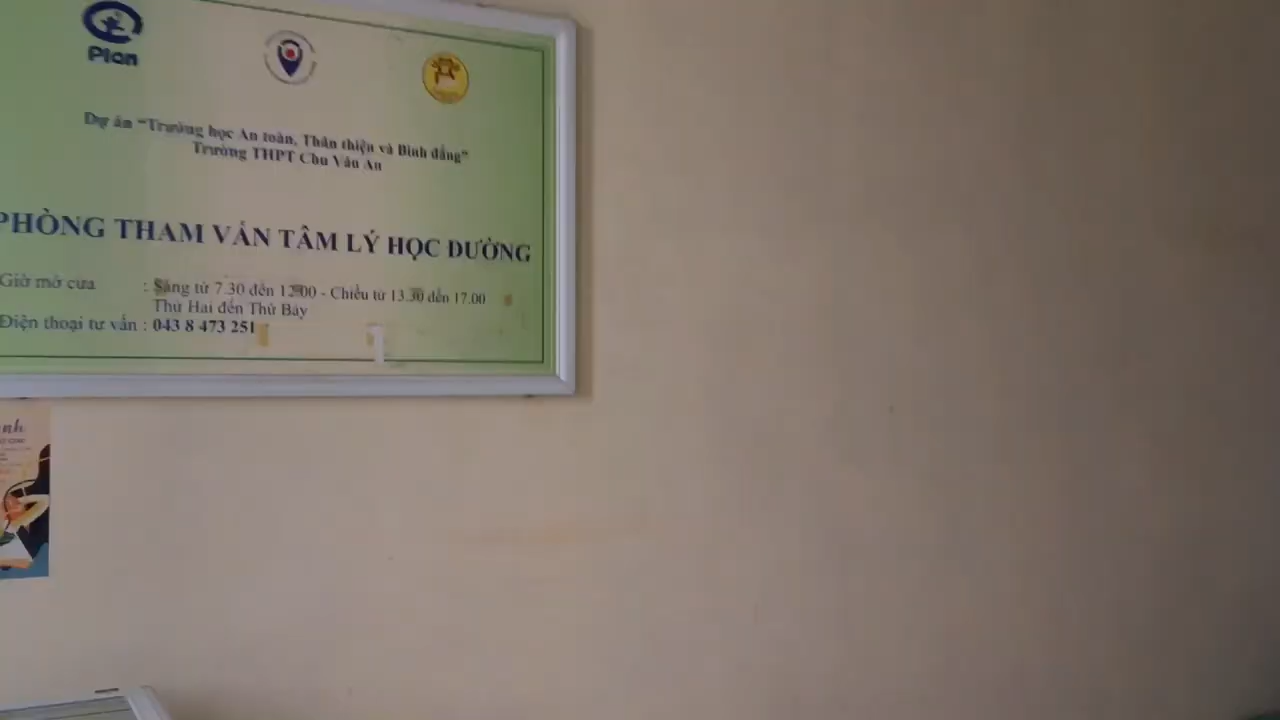 Plan
Dự án “Trường học An toàn, Thân thiện và Bình đẳng”
Trường THPT Chu Văn An
PHÒNG THAM VẤN TÂM LÝ HỌC ĐƯỜNG
Giờ mở cửa : Sáng từ 7.30 đến 12.00 - Chiều từ 13.30 đến 17.00
Thứ Hai đến Thứ Bảy
Điện thoại tư vấn : 043 8 473 251